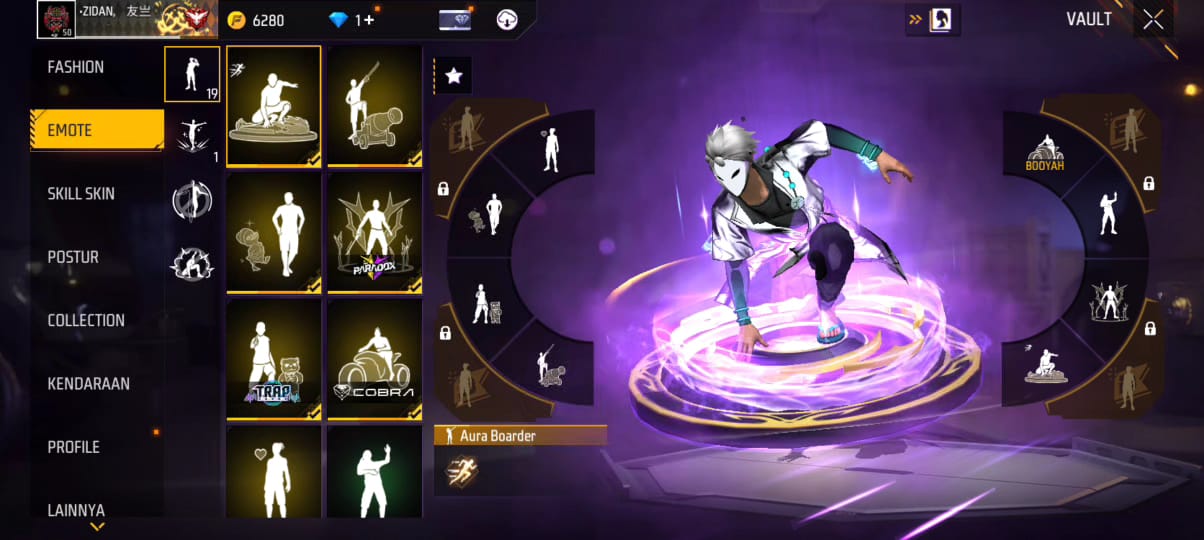 ·ZIDAN, 友亗
50
6280
1+
VAULT
FASHION
EMOTE
SKILL SKIN
POSTUR
COLLECTION
KENDARAAN
PROFILE
LAINNYA
19
1
PARADOX
TRAP
COBRA
BOOYAH
Aura Boarder